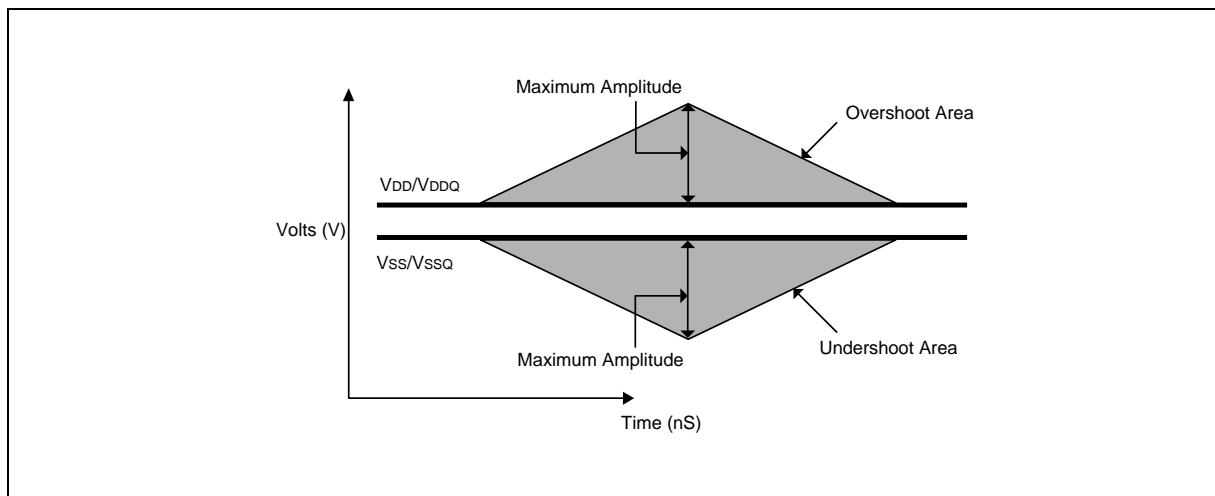 Maximum Amplitude
Overshoot Area
VDD/VDDQ
Volts (V)
VSS/VSSQ
Maximum Amplitude
Undershoot Area
Time (nS)